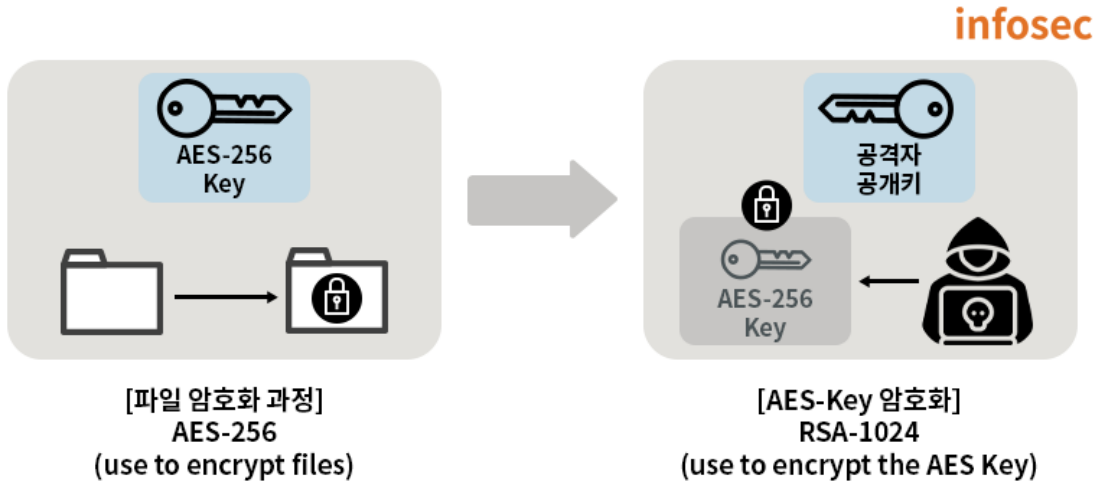 infosec
AES-256
Key
공격자
공개키
AES-256
Key
[파일 암호화 과정]
AES-256
(use to encrypt files)
[AES-Key 암호화]
RSA-1024
(use to encrypt the AES Key)